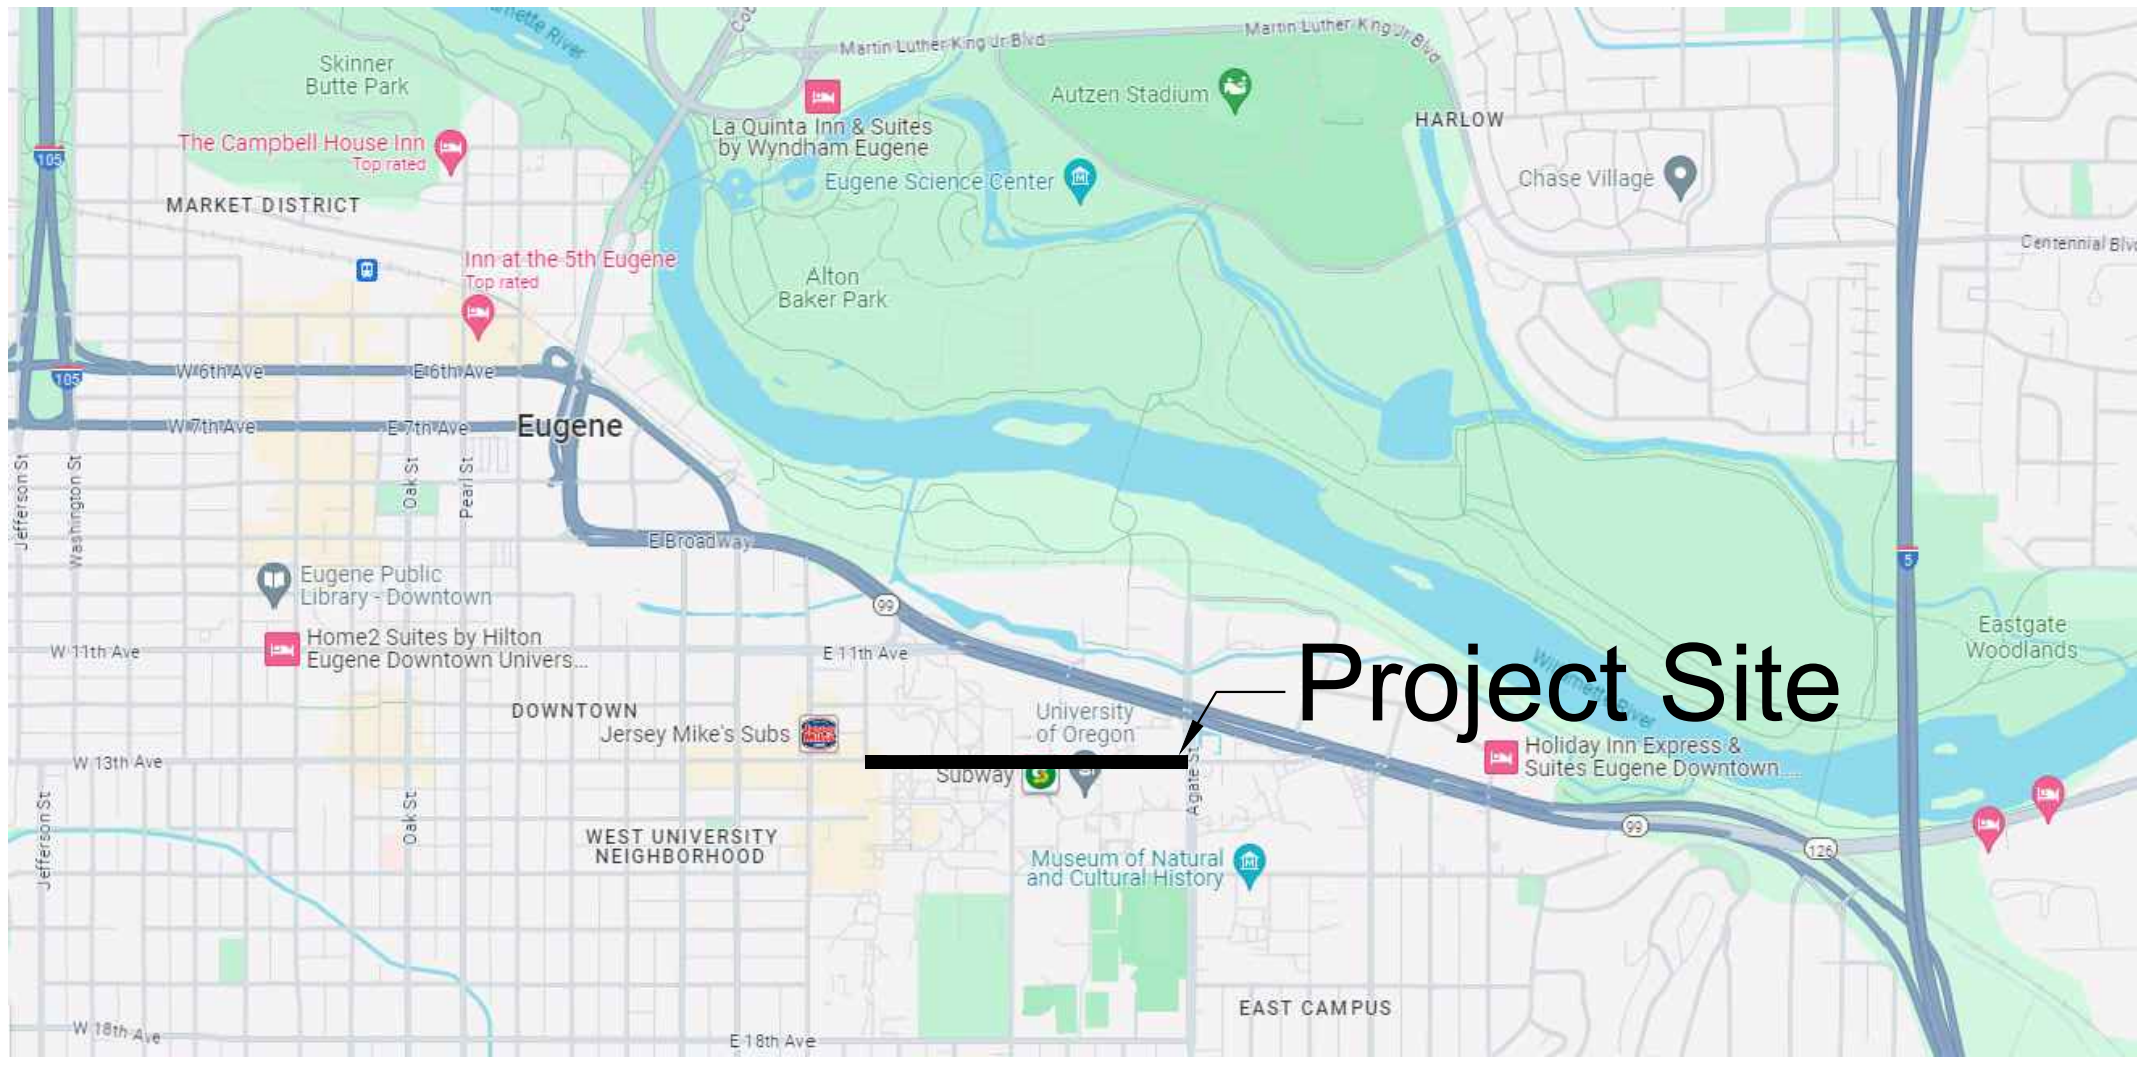 Willamette River
Martin Luther King Jr Blvd
Martin Luther King Jr Blvd
Skinner
Butte Park
Autzen Stadium
HARLOW
La Quinta Inn & Suites
by Wyndham Eugene
The Campbell House Inn
Top rated
105
Eugene Science Center
Chase Village
MARKET DISTRICT
Centennial Blvd
Inn at the 5th Eugene
Top rated
Alton
Baker Park
W 6th Ave
E 6th Ave
105
W 7th Ave
E 7th Ave
Eugene
Jefferson St
Washington St
Oak St
Pearl St
E Broadway
5
Eugene Public
Library - Downtown
99
Eastgate
Woodlands
W 11th Ave
Home2 Suites by Hilton
Eugene Downtown Univers...
E 11th Ave
Project Site
Willamette River
DOWNTOWN
University
of Oregon
Jersey Mike's Subs
Holiday Inn Express &
Suites Eugene Downtown ...
W 13th Ave
Subway
Agate St
Jefferson St
Oak St
WEST UNIVERSITY
NEIGHBORHOOD
99
126
Museum of Natural
and Cultural History
EAST CAMPUS
W 18th Ave
E 18th Ave